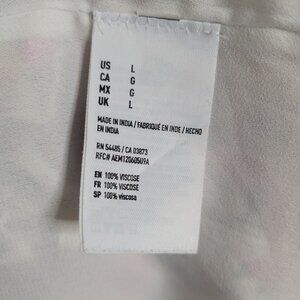 US L
CA G
MX G
UK L
MADE IN INDIA / FABRIQUÉ EN INDE / HECHO
EN INDIA
RN 54485 / CA 03873
RFC# AEM120605U9A
EN 100% VISCOSE
FR 100% VISCOSE
SP 100% viscosa